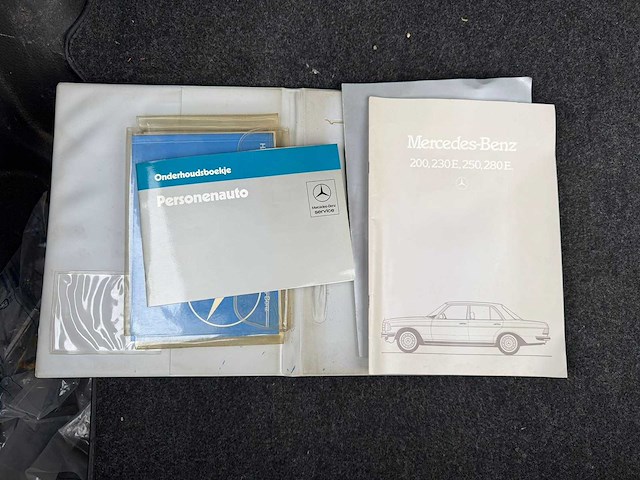 Onderhoudsboekje
Personenauto
Mercedes-Benz
service
Mercedes-Benz
200, 230 E, 250, 280 E.